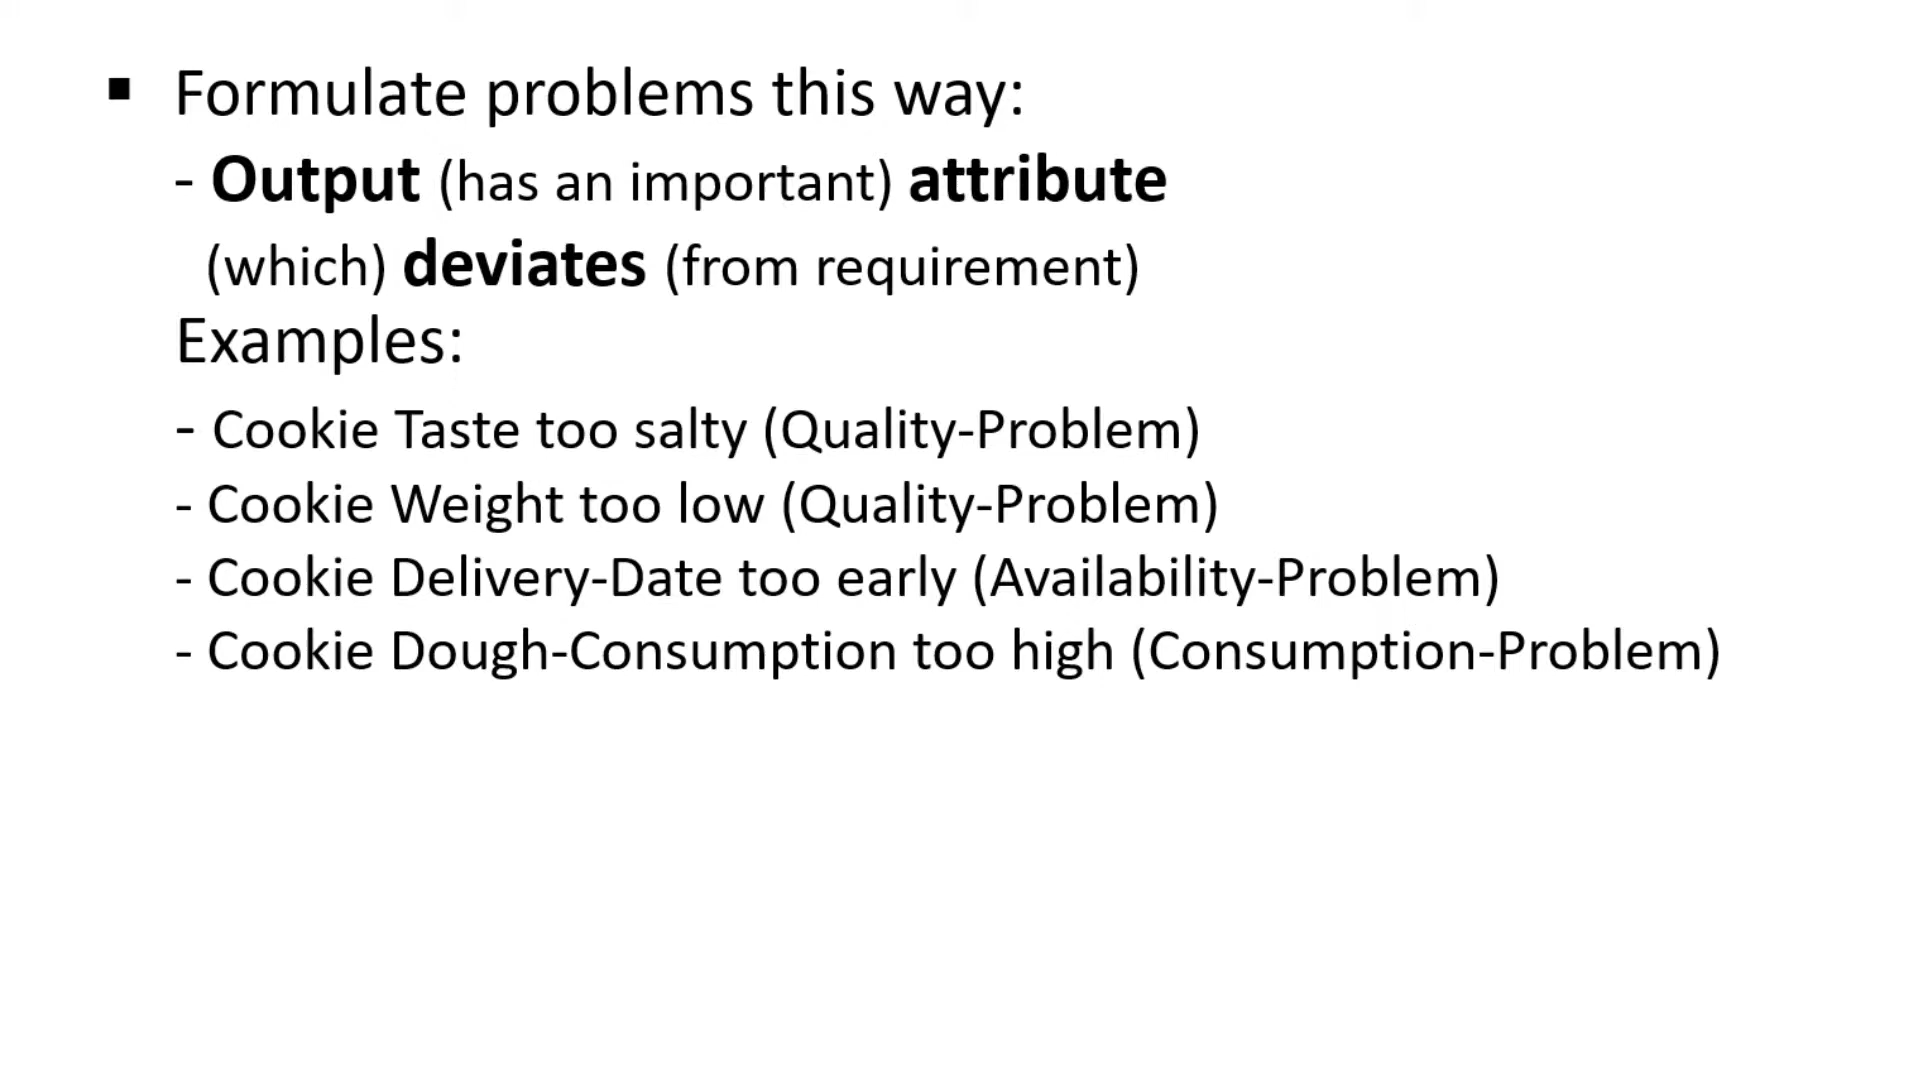 ▪ Formulate problems this way:
- Output (has an important) attribute
(which) deviates (from requirement)
Examples:
- Cookie Taste too salty (Quality-Problem)
- Cookie Weight too low (Quality-Problem)
- Cookie Delivery-Date too early (Availability-Problem)
- Cookie Dough-Consumption too high (Consumption-Problem)